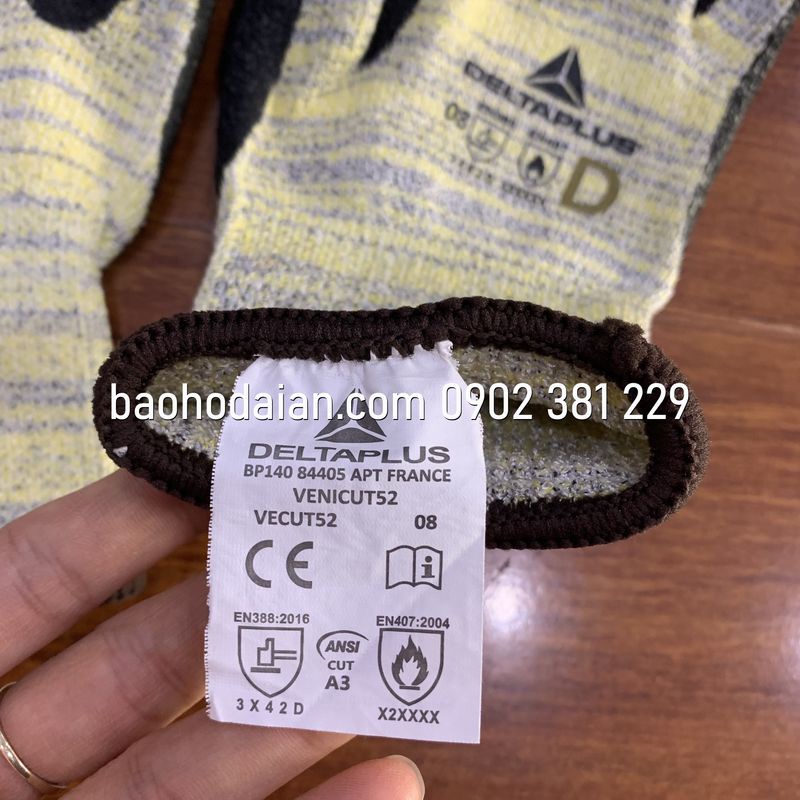 DELTAPLUS
08
D
baohodaian.com 0902 381 229
DELTAPLUS
BP140 84405 APT FRANCE
VENICUT52
VECUT52 08
CE
EN388:2016 EN407:2004
ANSI
CUT
A3
3 X 4 2 D X2XXXX